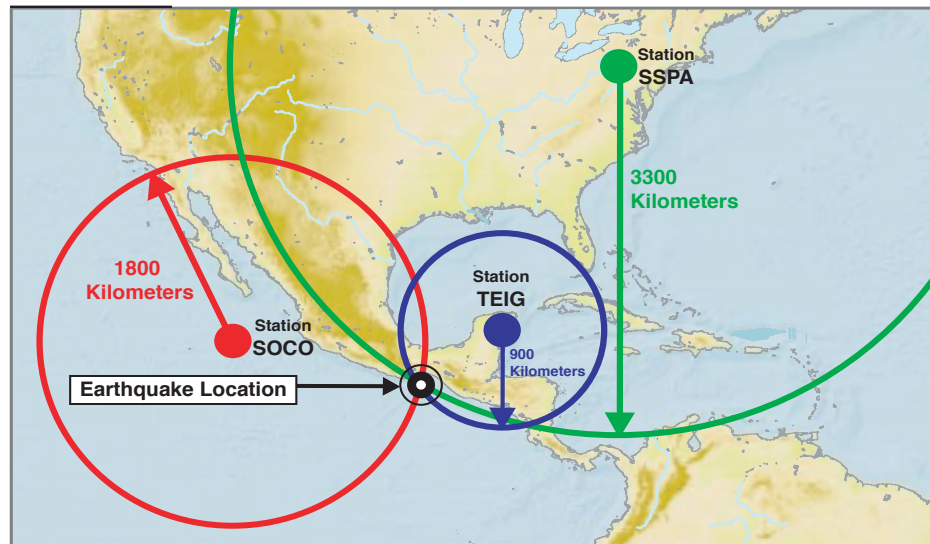 Station
SSPA
3300
Kilometers
1800
Kilometers
Station
TEIG
Station
SOCO
900
Kilometers
Earthquake Location